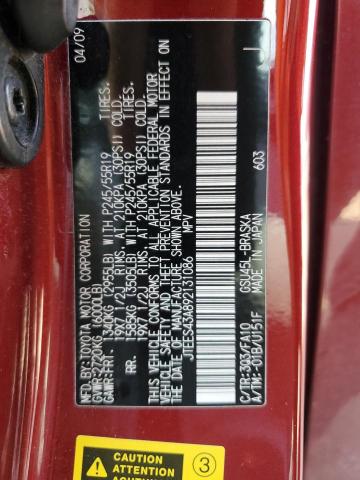 MFD.BY:TOYOTA MOTOR CORPORATION 04/09
GVWR:2720KG (6000LB)
GAWR:FRT. 1340KG (2955LB) WITH P245/55R19 TIRES.
19X7 1/2J RIMS, AT 210KPA (30PSI) COLD.
RR. 1585KG (3505LB) WITH P245/55R19 TIRES,
19X7 1/2J RIMS, AT 210KPA (30PSI) COLD.
THIS VEHICLE CONFORMS TO ALL APPLICABLE FEDERAL MOTOR
VEHICLE SAFETY STANDARDS IN EFFECT ON
THE DATE OF MANUFACTURE SHOWN ABOVE.
JTEES43A892131086 MPV
GSU45L-BRASKA
C/TR:3Q3/FA10 603 J
A/TM:-01B/U151F MADE IN JAPAN
CAUTION
ATTENTION
3